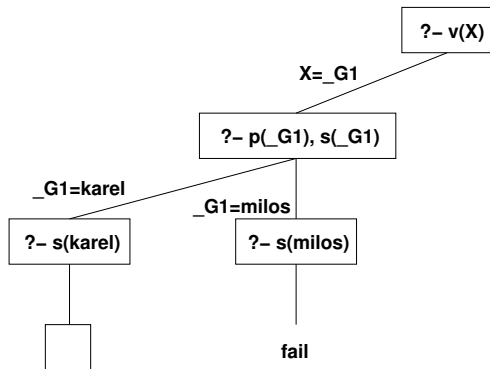 ?– v(X)
X=_G1
?– p(_G1), s(_G1)
_G1=karel
_G1=milos
?– s(karel)
?– s(milos)
fail